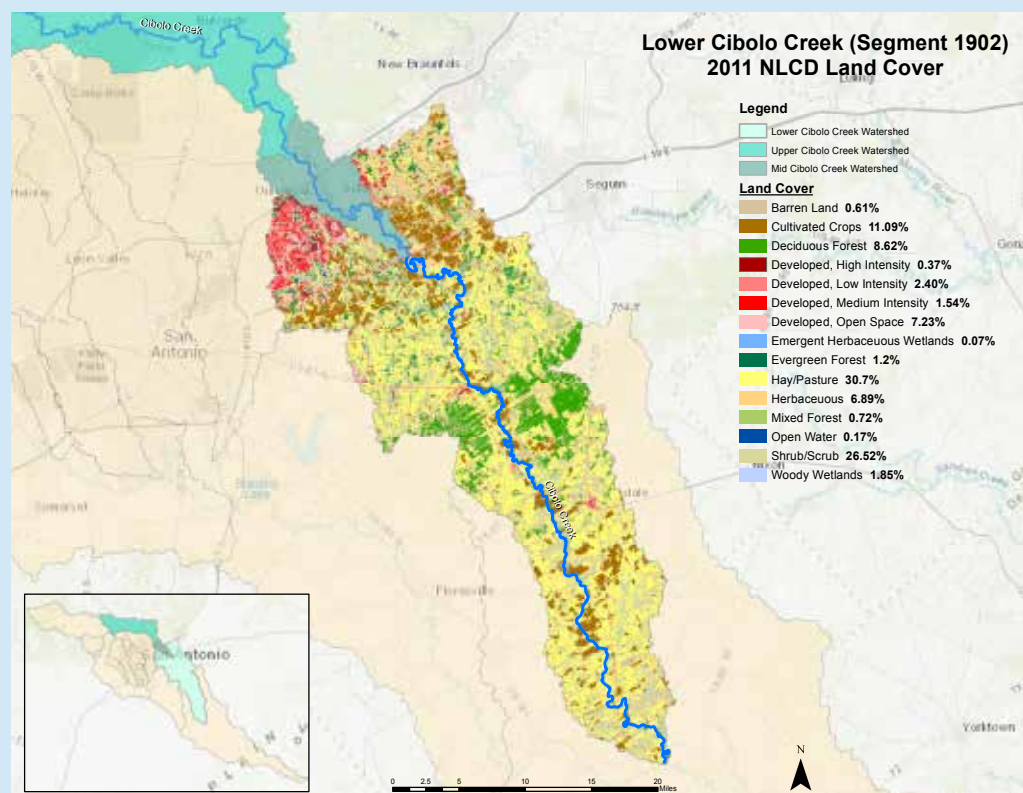 Cibolo Creek
Lower Cibolo Creek (Segment 1902)
2011 NLCD Land Cover
New Braunfels
Seguin
Leon Valley
San
Antonio
Somerset
Floresville
Yorktown
Cibolo Creek
Legend
Lower Cibolo Creek Watershed
Upper Cibolo Creek Watershed
Mid Cibolo Creek Watershed
Land Cover
Barren Land 0.61%
Cultivated Crops 11.09%
Deciduous Forest 8.62%
Developed, High Intensity 0.37%
Developed, Low Intensity 2.40%
Developed, Medium Intensity 1.54%
Developed, Open Space 7.23%
Emergent Herbaceuous Wetlands 0.07%
Evergreen Forest 1.2%
Hay/Pasture 30.7%
Herbaceuous 6.89%
Mixed Forest 0.72%
Open Water 0.17%
Shrub/Scrub 26.52%
Woody Wetlands 1.85%
ntonio
0 2.5 5 10 15 20
Miles
N